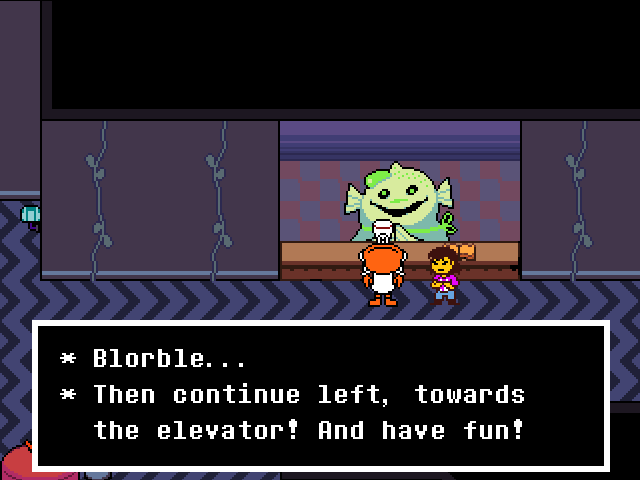 * Blorble...
* Then continue left, towards
the elevator! And have fun!